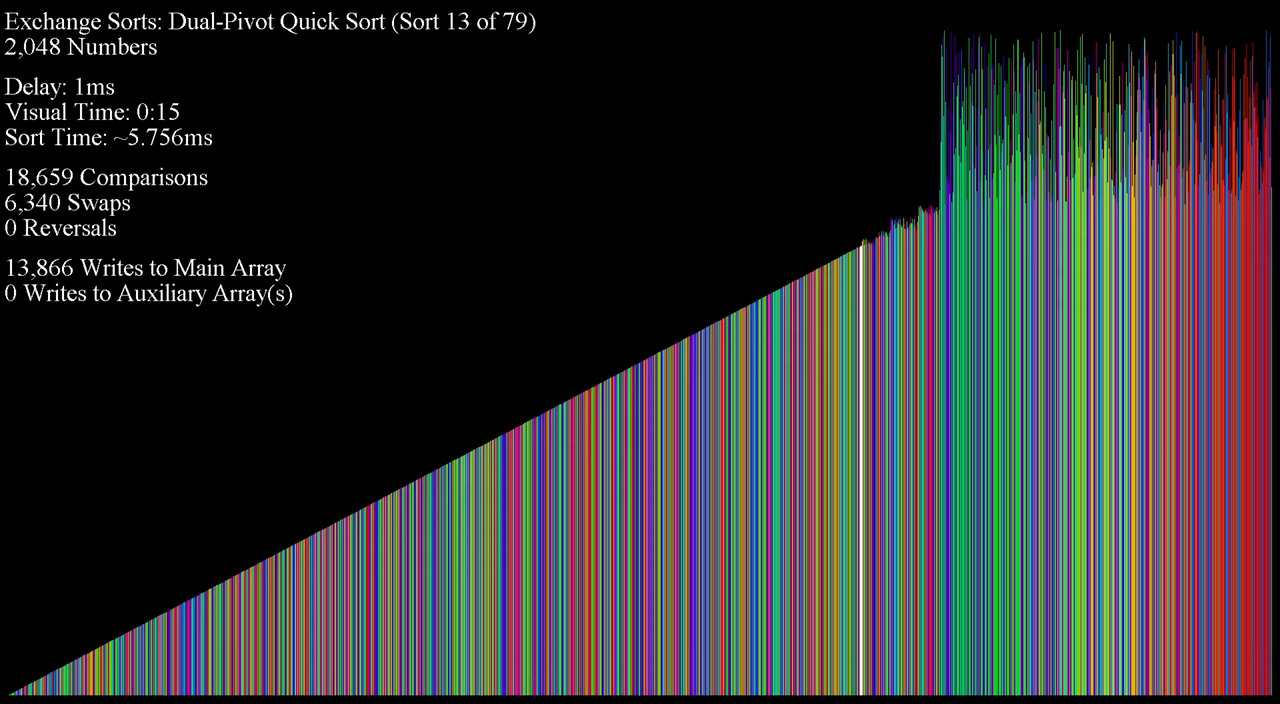 Exchange Sorts: Dual-Pivot Quick Sort (Sort 13 of 79)
2,048 Numbers
Delay: 1ms
Visual Time: 0:15
Sort Time: ~5.756ms
18,659 Comparisons
6,340 Swaps
0 Reversals
13,866 Writes to Main Array
0 Writes to Auxiliary Array(s)